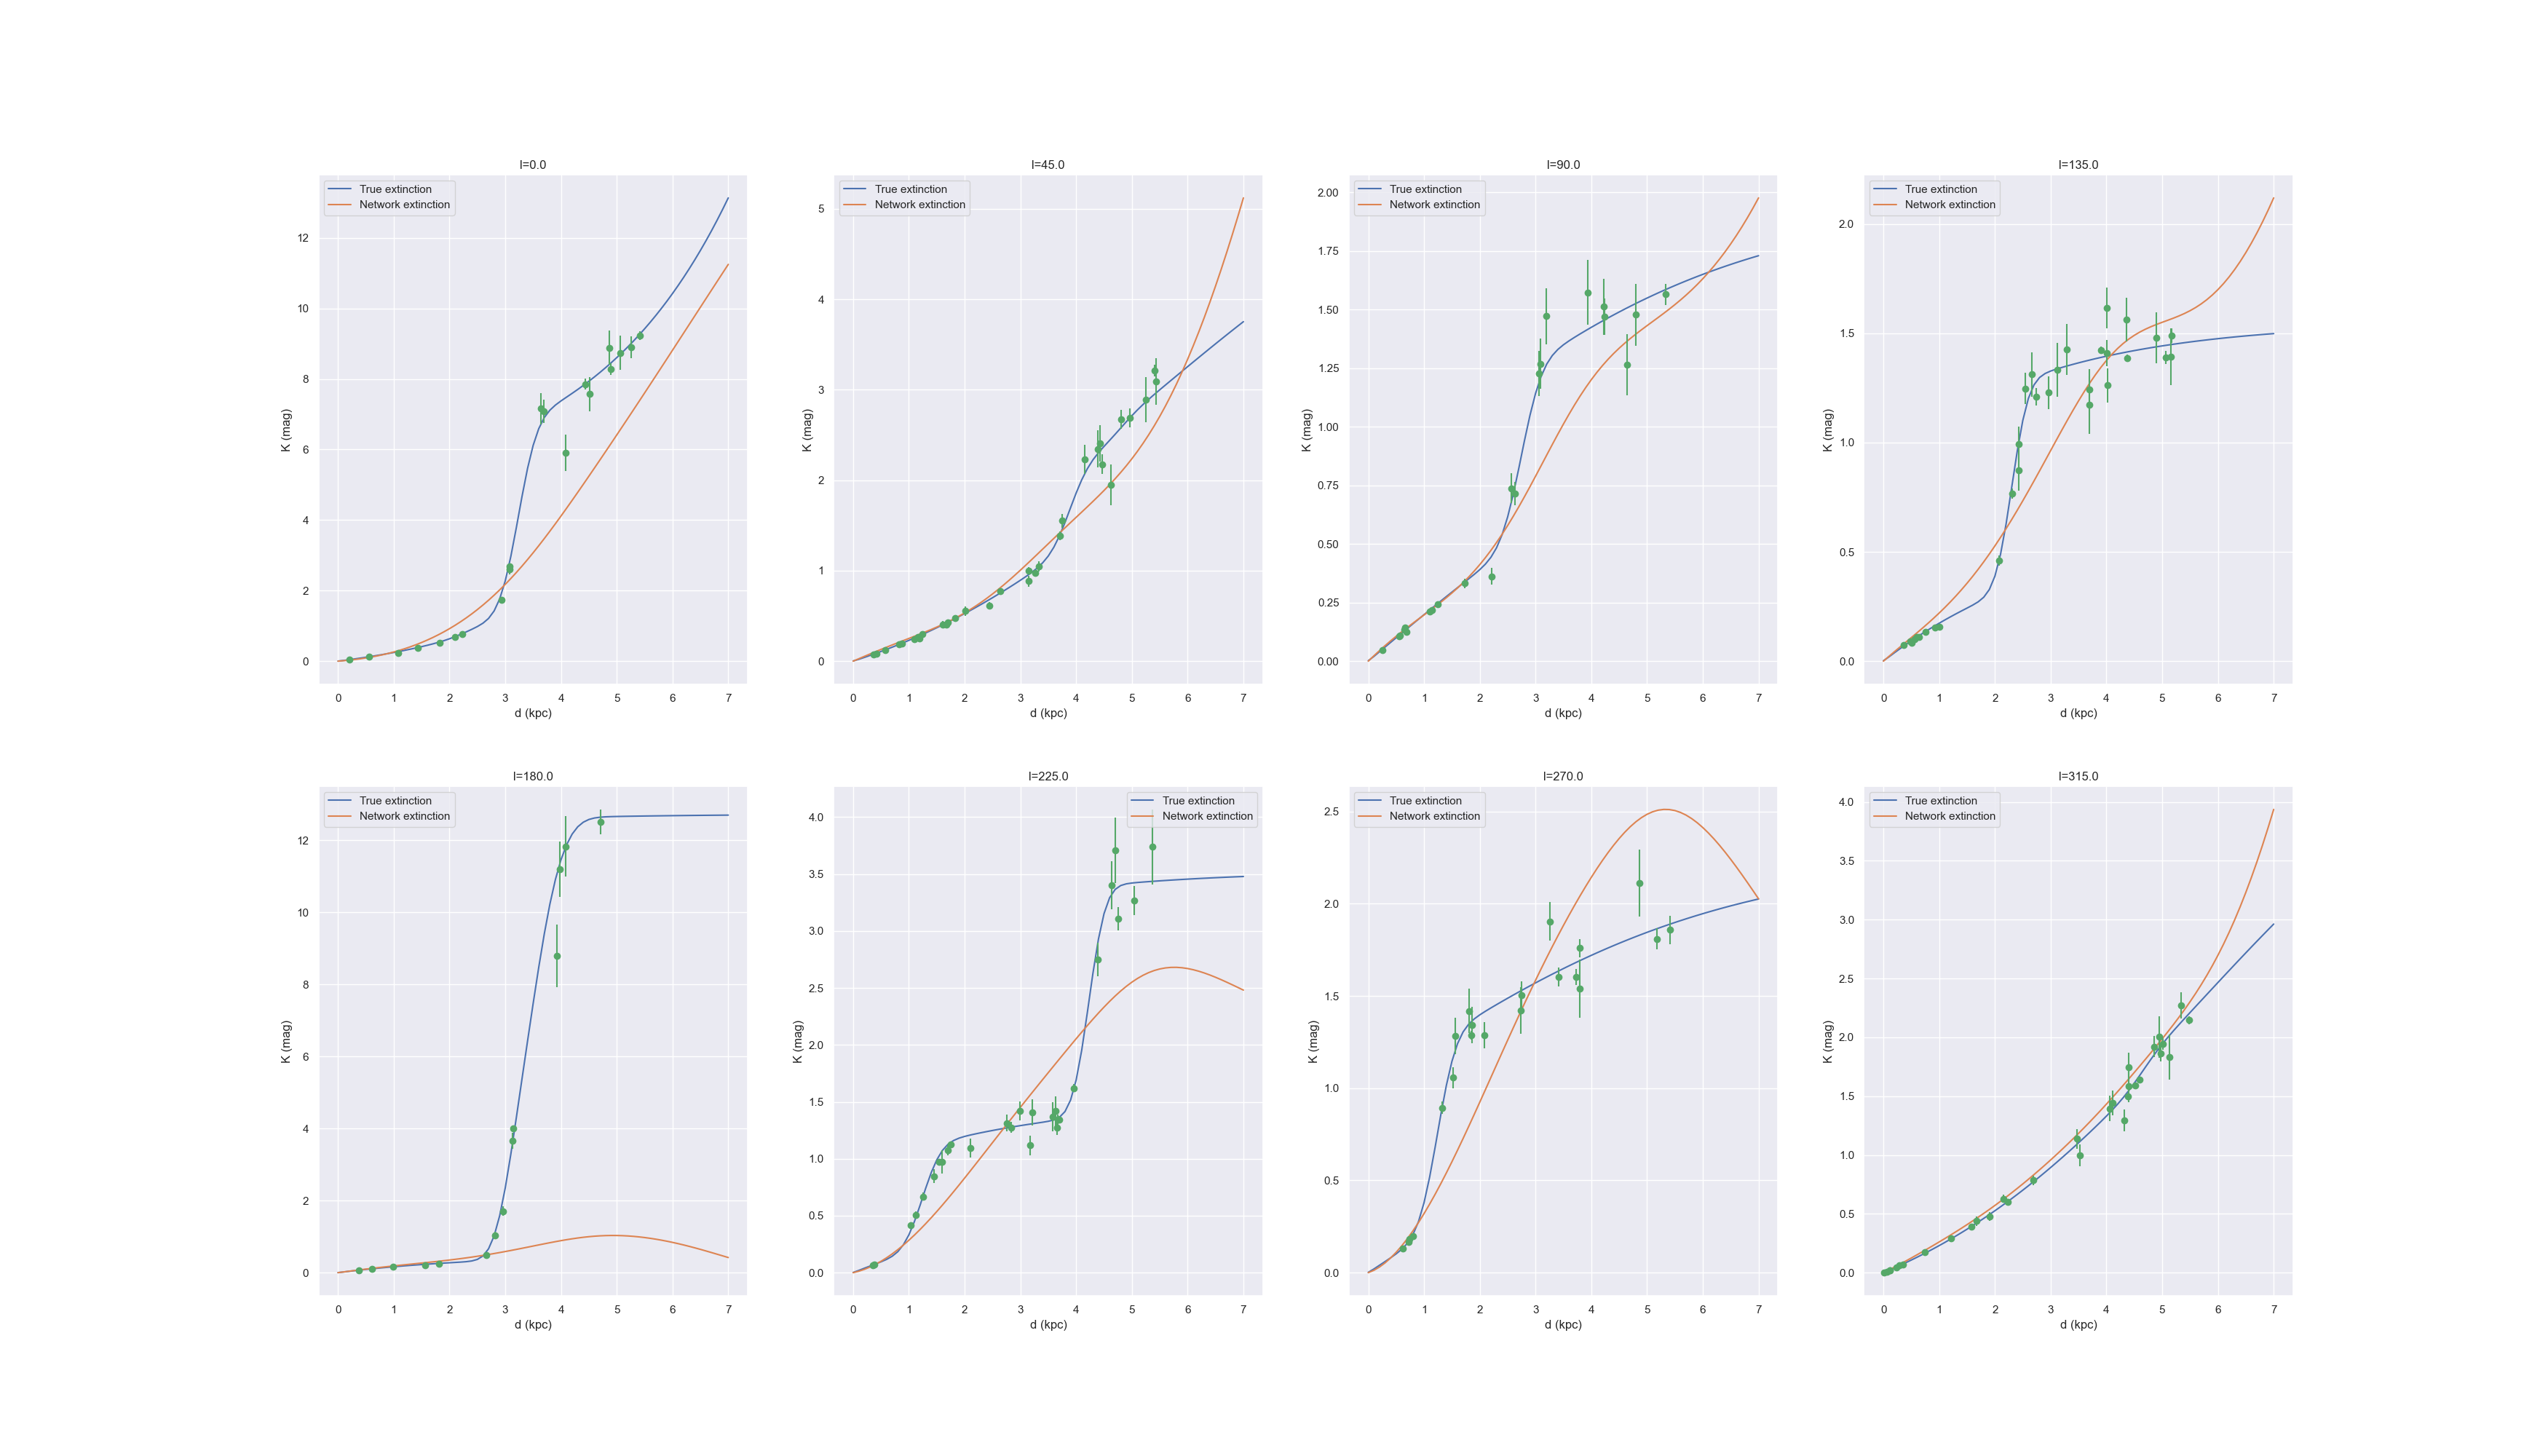 l=0.0
True extinction
Network extinction
K (mag)
12
10
8
6
4
2
0
0 1 2 3 4 5 6 7
d (kpc)
l=45.0
True extinction
Network extinction
K (mag)
5
4
3
2
1
0
0 1 2 3 4 5 6 7
d (kpc)
l=90.0
True extinction
Network extinction
K (mag)
2.00
1.75
1.50
1.25
1.00
0.75
0.50
0.25
0.00
0 1 2 3 4 5 6 7
d (kpc)
l=135.0
True extinction
Network extinction
K (mag)
2.0
1.5
1.0
0.5
0.0
0 1 2 3 4 5 6 7
d (kpc)
l=180.0
True extinction
Network extinction
K (mag)
12
10
8
6
4
2
0
0 1 2 3 4 5 6 7
d (kpc)
l=225.0
True extinction
Network extinction
K (mag)
4.0
3.5
3.0
2.5
2.0
1.5
1.0
0.5
0.0
0 1 2 3 4 5 6 7
d (kpc)
l=270.0
True extinction
Network extinction
K (mag)
2.5
2.0
1.5
1.0
0.5
0.0
0 1 2 3 4 5 6 7
d (kpc)
l=315.0
True extinction
Network extinction
K (mag)
4.0
3.5
3.0
2.5
2.0
1.5
1.0
0.5
0.0
0 1 2 3 4 5 6 7
d (kpc)